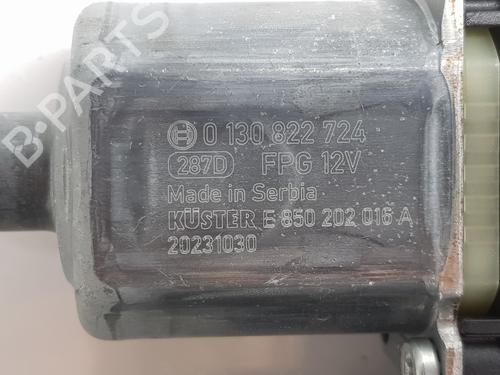 B-PARTS
0 130 822 724
287D FPG 12V
Made in Serbia
KÜSTER E 850 202 016 A
20231030